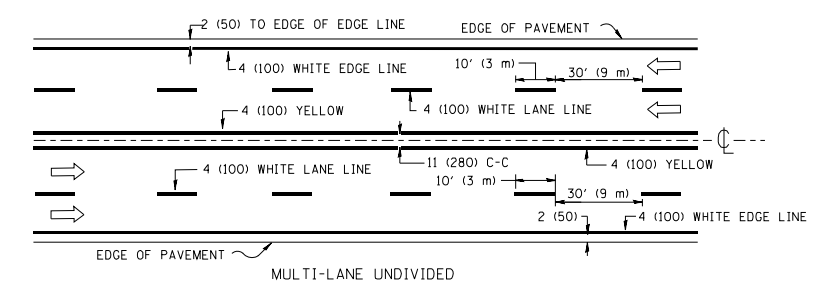 2 (50) TO EDGE OF EDGE LINE
EDGE OF PAVEMENT
4 (100) WHITE EDGE LINE
10' (3 m)
30' (9 m)
4 (100) YELLOW
4 (100) WHITE LANE LINE
℄
4 (100) WHITE LANE LINE
11 (280) C-C
4 (100) YELLOW
10' (3 m)
30' (9 m)
2 (50)
4 (100) WHITE EDGE LINE
EDGE OF PAVEMENT
MULTI-LANE UNDIVIDED